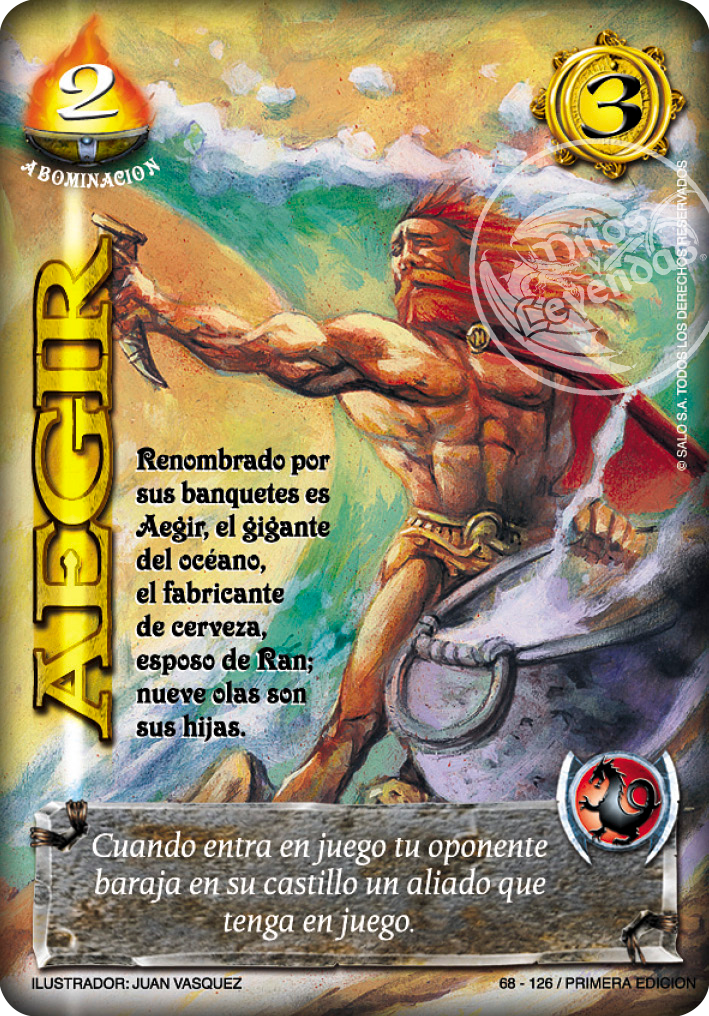 2
3
ABOMINACION
Mitos
y
Leyendas
®
© SALO S.A. TODOS LOS DERECHOS RESERVADOS
AEGIR
Renombrado por
sus banquetes es
Aegir, el gigante
del océano,
el fabricante
de cerveza,
esposo de Ran;
nueve olas son
sus hijas.
Cuando entra en juego tu oponente
baraja en su castillo un aliado que
tenga en juego.
ILUSTRADOR: JUAN VASQUEZ
68 - 126 / PRIMERA EDICION